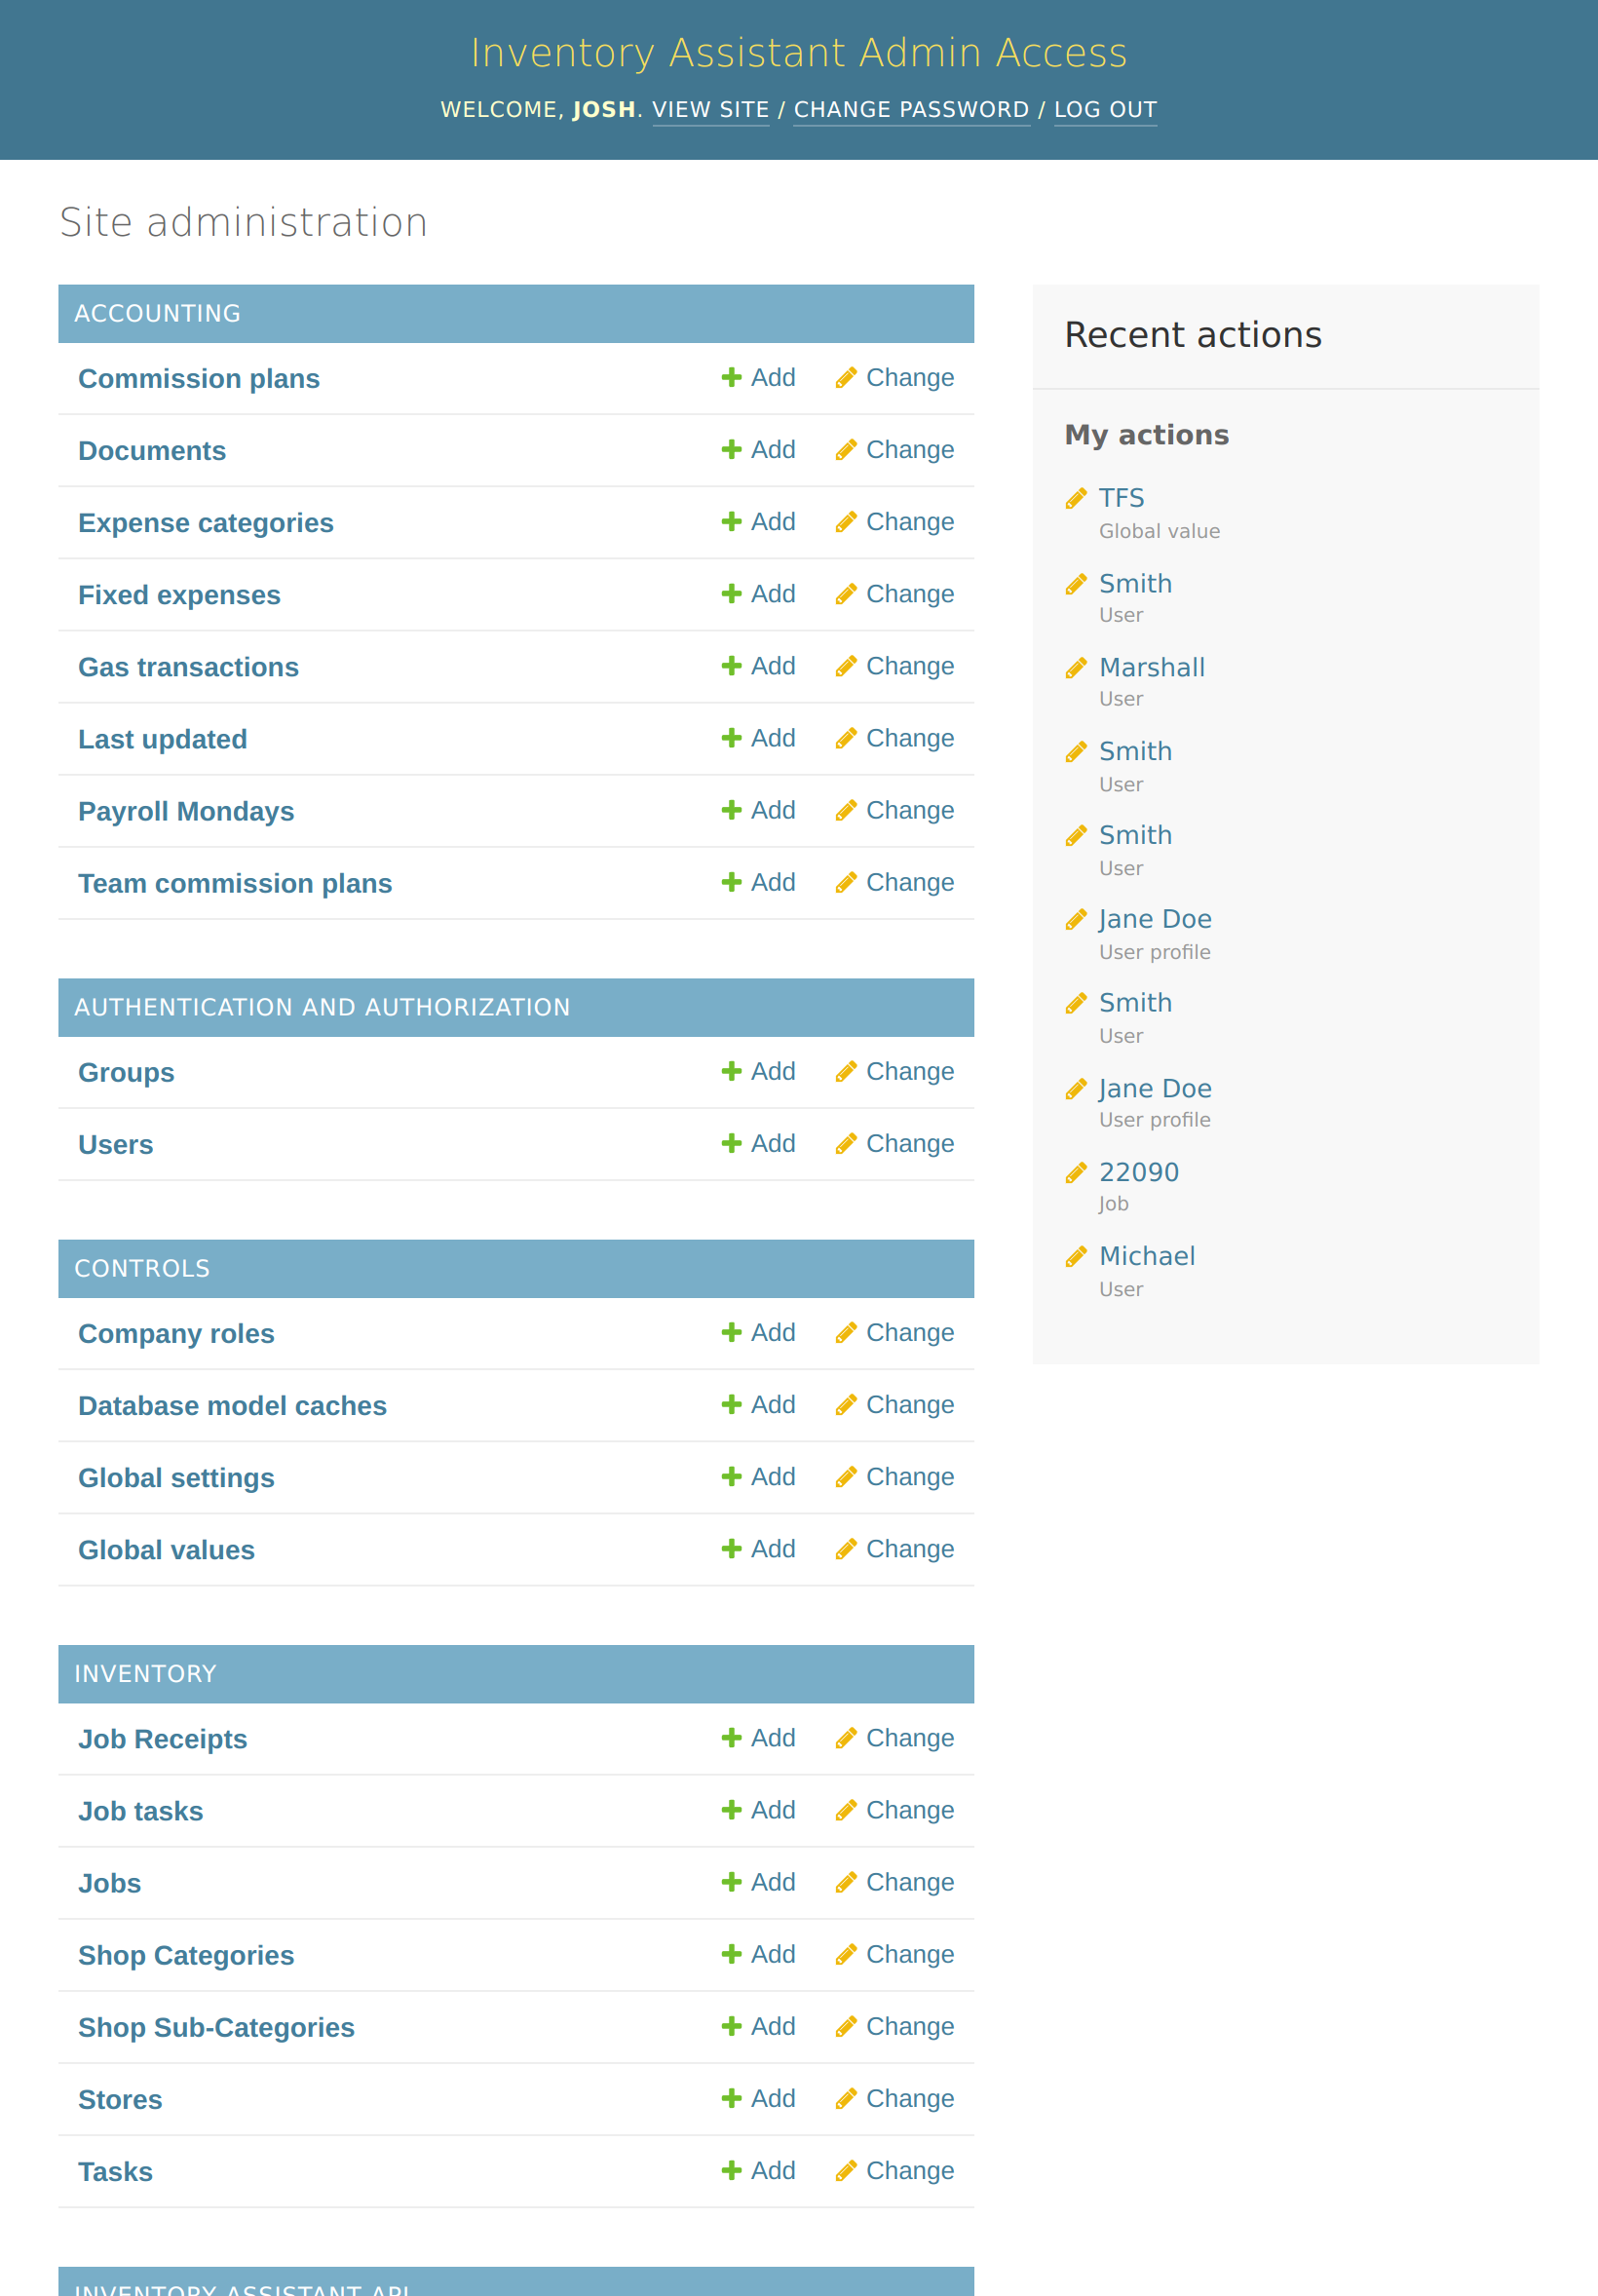 Inventory Assistant Admin Access
WELCOME, JOSH. VIEW SITE / CHANGE PASSWORD / LOG OUT
Site administration
ACCOUNTING
Commission plans Add Change
Documents Add Change
Expense categories Add Change
Fixed expenses Add Change
Gas transactions Add Change
Last updated Add Change
Payroll Mondays Add Change
Team commission plans Add Change
AUTHENTICATION AND AUTHORIZATION
Groups Add Change
Users Add Change
CONTROLS
Company roles Add Change
Database model caches Add Change
Global settings Add Change
Global values Add Change
INVENTORY
Job Receipts Add Change
Job tasks Add Change
Jobs Add Change
Shop Categories Add Change
Shop Sub-Categories Add Change
Stores Add Change
Tasks Add Change
INVENTORY ASSISTANT API
Recent actions
My actions
TFS
Global value
Smith
User
Marshall
User
Smith
User
Smith
User
Jane Doe
User profile
Smith
User
Jane Doe
User profile
22090
Job
Michael
User